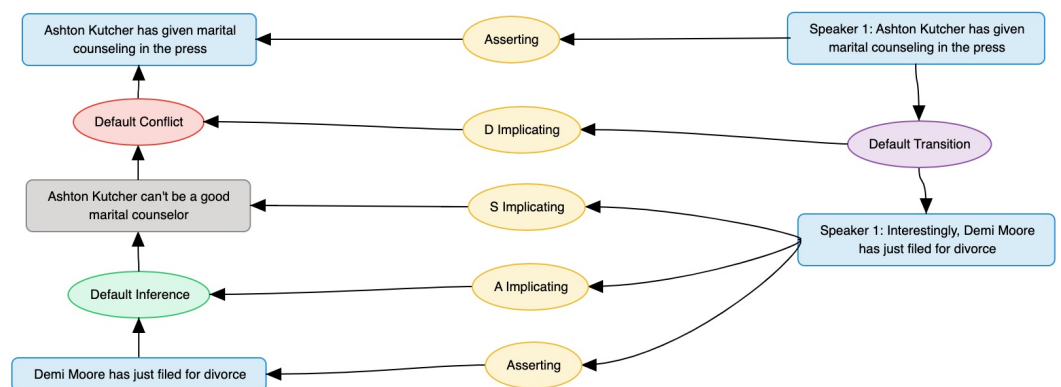 Ashton Kutcher has given marital
counseling in the press
Asserting
Speaker 1: Ashton Kutcher has given
marital counseling in the press
Default Conflict
D Implicating
Default Transition
Ashton Kutcher can't be a good
marital counselor
S Implicating
Speaker 1: Interestingly, Demi Moore
has just filed for divorce
Default Inference
A Implicating
Demi Moore has just filed for divorce
Asserting